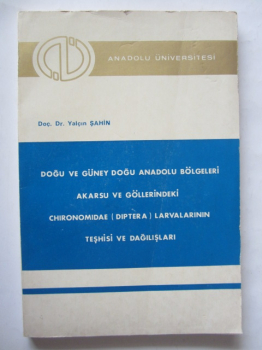 ANADOLU ÜNİVERSİTESİ
Doç. Dr. Yalçın ŞAHİN
DOĞU VE GÜNEY DOĞU ANADOLU BÖLGELERİ
AKARSU VE GÖLLERİNDEKİ
CHIRONOMIDAE ( DIPTERA ) LARVALARININ
TEŞHİSİ VE DAĞILIŞLARI